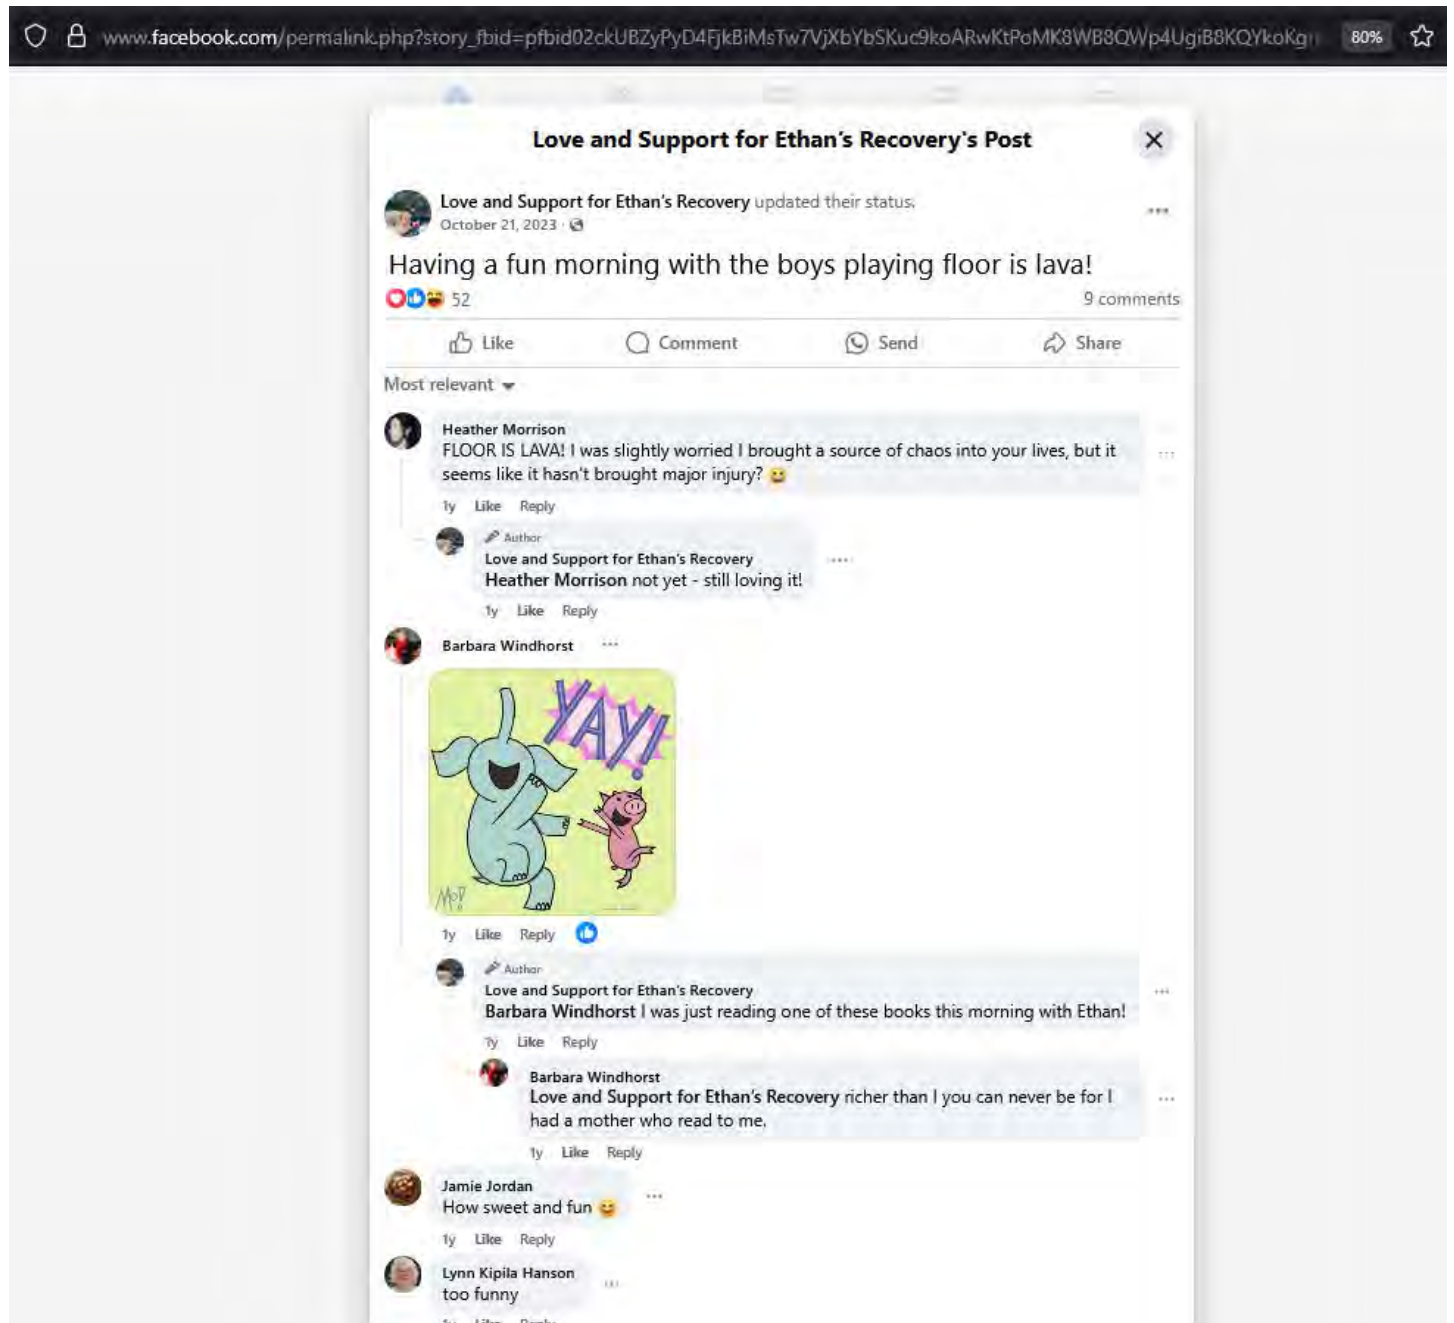 www.facebook.com/permalink.php?story_fbid=pfbid02ckUBZyPyD4FjkBiMsTw7VjXbYbSKuc9koARwKtPoMK8WB8QWp4UgiB8KQYkoKg
80%
Love and Support for Ethan's Recovery's Post
Love and Support for Ethan's Recovery updated their status.
October 21, 2023 ·
Having a fun morning with the boys playing floor is lava!
52
9 comments
Like Comment Send Share
Most relevant
Heather Morrison
FLOOR IS LAVA! I was slightly worried I brought a source of chaos into your lives, but it
seems like it hasn't brought major injury? 😆
1y Like Reply
Author
Love and Support for Ethan's Recovery
Heather Morrison not yet - still loving it!
1y Like Reply
Barbara Windhorst
YAY!
MO
1y Like Reply
Author
Love and Support for Ethan's Recovery
Barbara Windhorst I was just reading one of these books this morning with Ethan!
1y Like Reply
Barbara Windhorst
Love and Support for Ethan's Recovery richer than I you can never be for I
had a mother who read to me.
1y Like Reply
Jamie Jordan
How sweet and fun 😊
1y Like Reply
Lynn Kipila Hanson
too funny
1y Like Reply